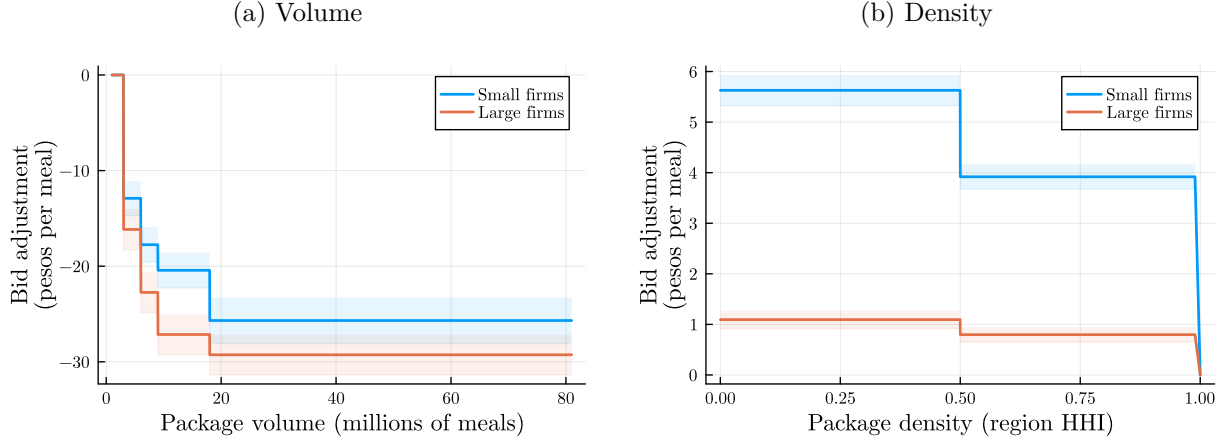 (a) Volume
Bid adjustment
(pesos per meal)
0
−10
−20
−30
0
20
40
60
80
Package volume (millions of meals)
Small firms
Large firms
(b) Density
Bid adjustment
(pesos per meal)
6
5
4
3
2
1
0
0.00
0.25
0.50
0.75
1.00
Package density (region HHI)
Small firms
Large firms